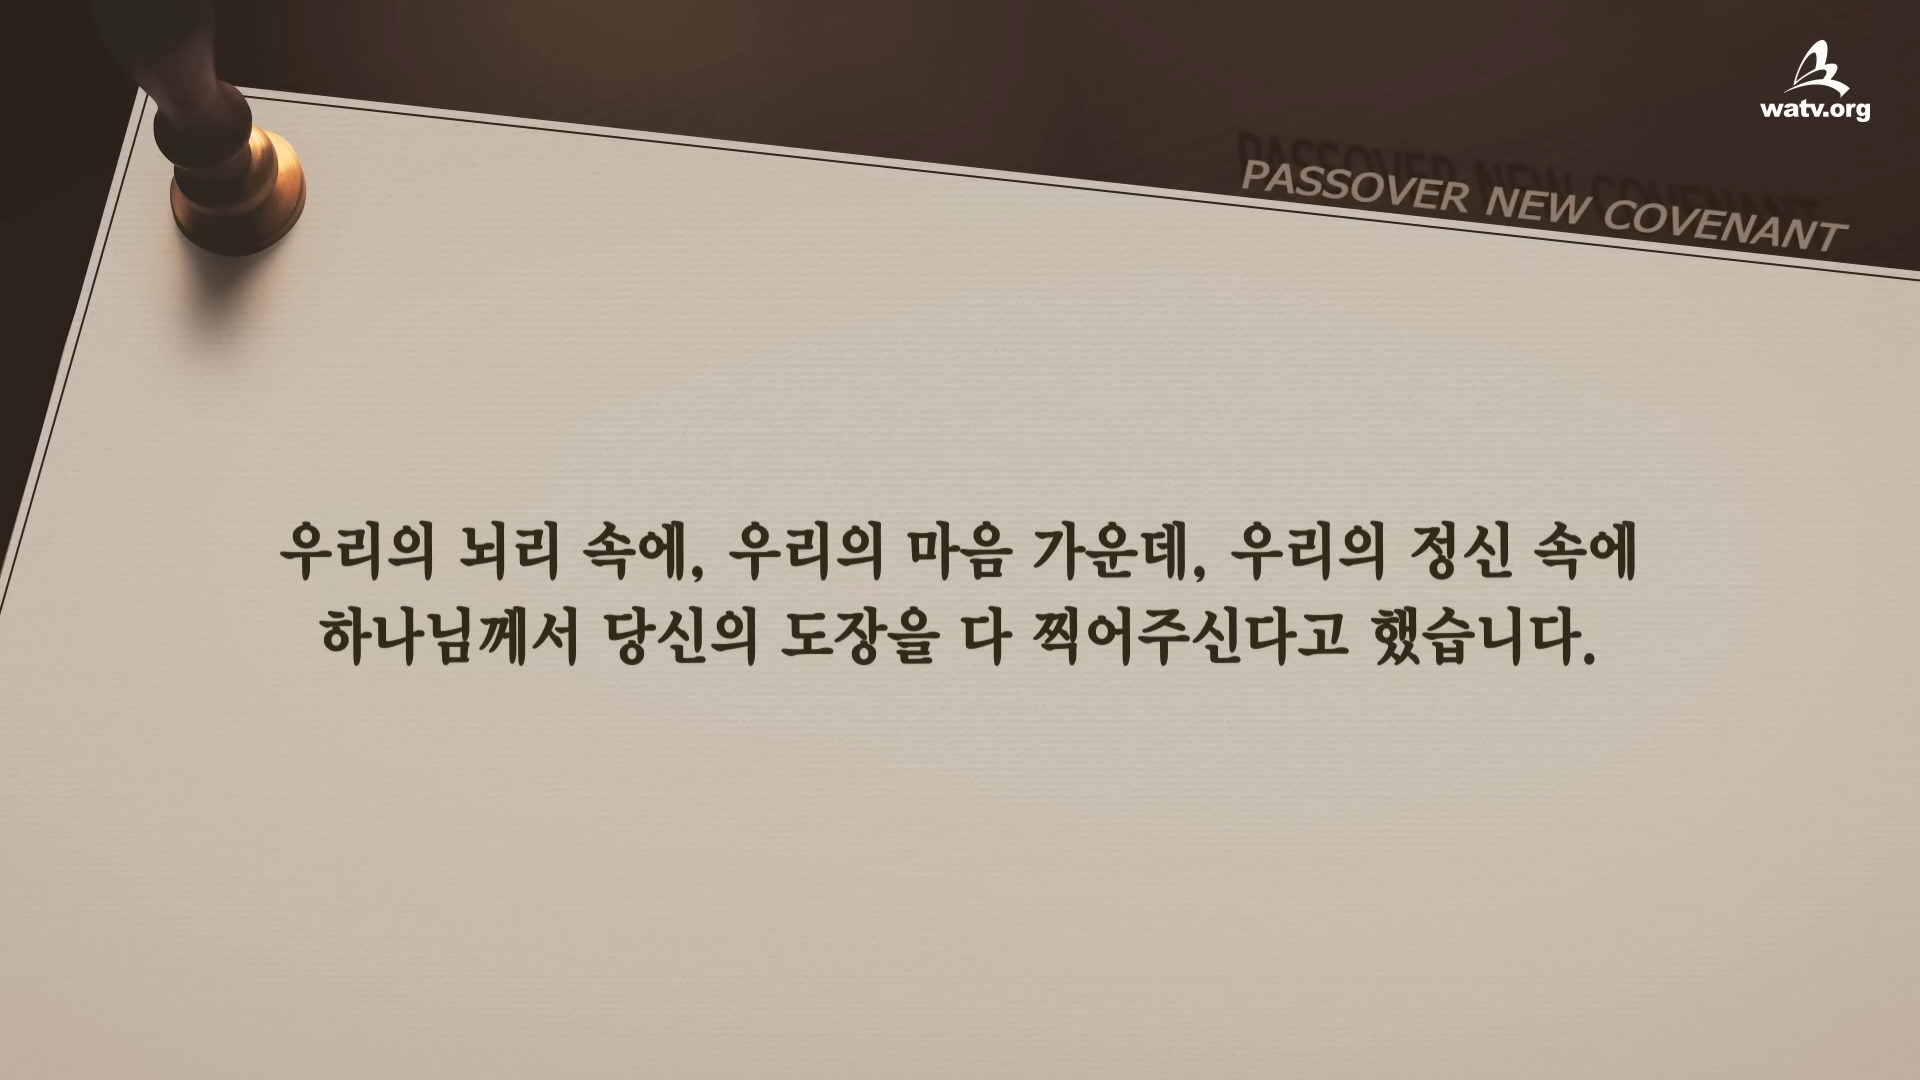 watv.org
PASSOVER NEW COVENANT
우리의 뇌리 속에, 우리의 마음 가운데, 우리의 정신 속에
하나님께서 당신의 도장을 다 찍어주신다고 했습니다.